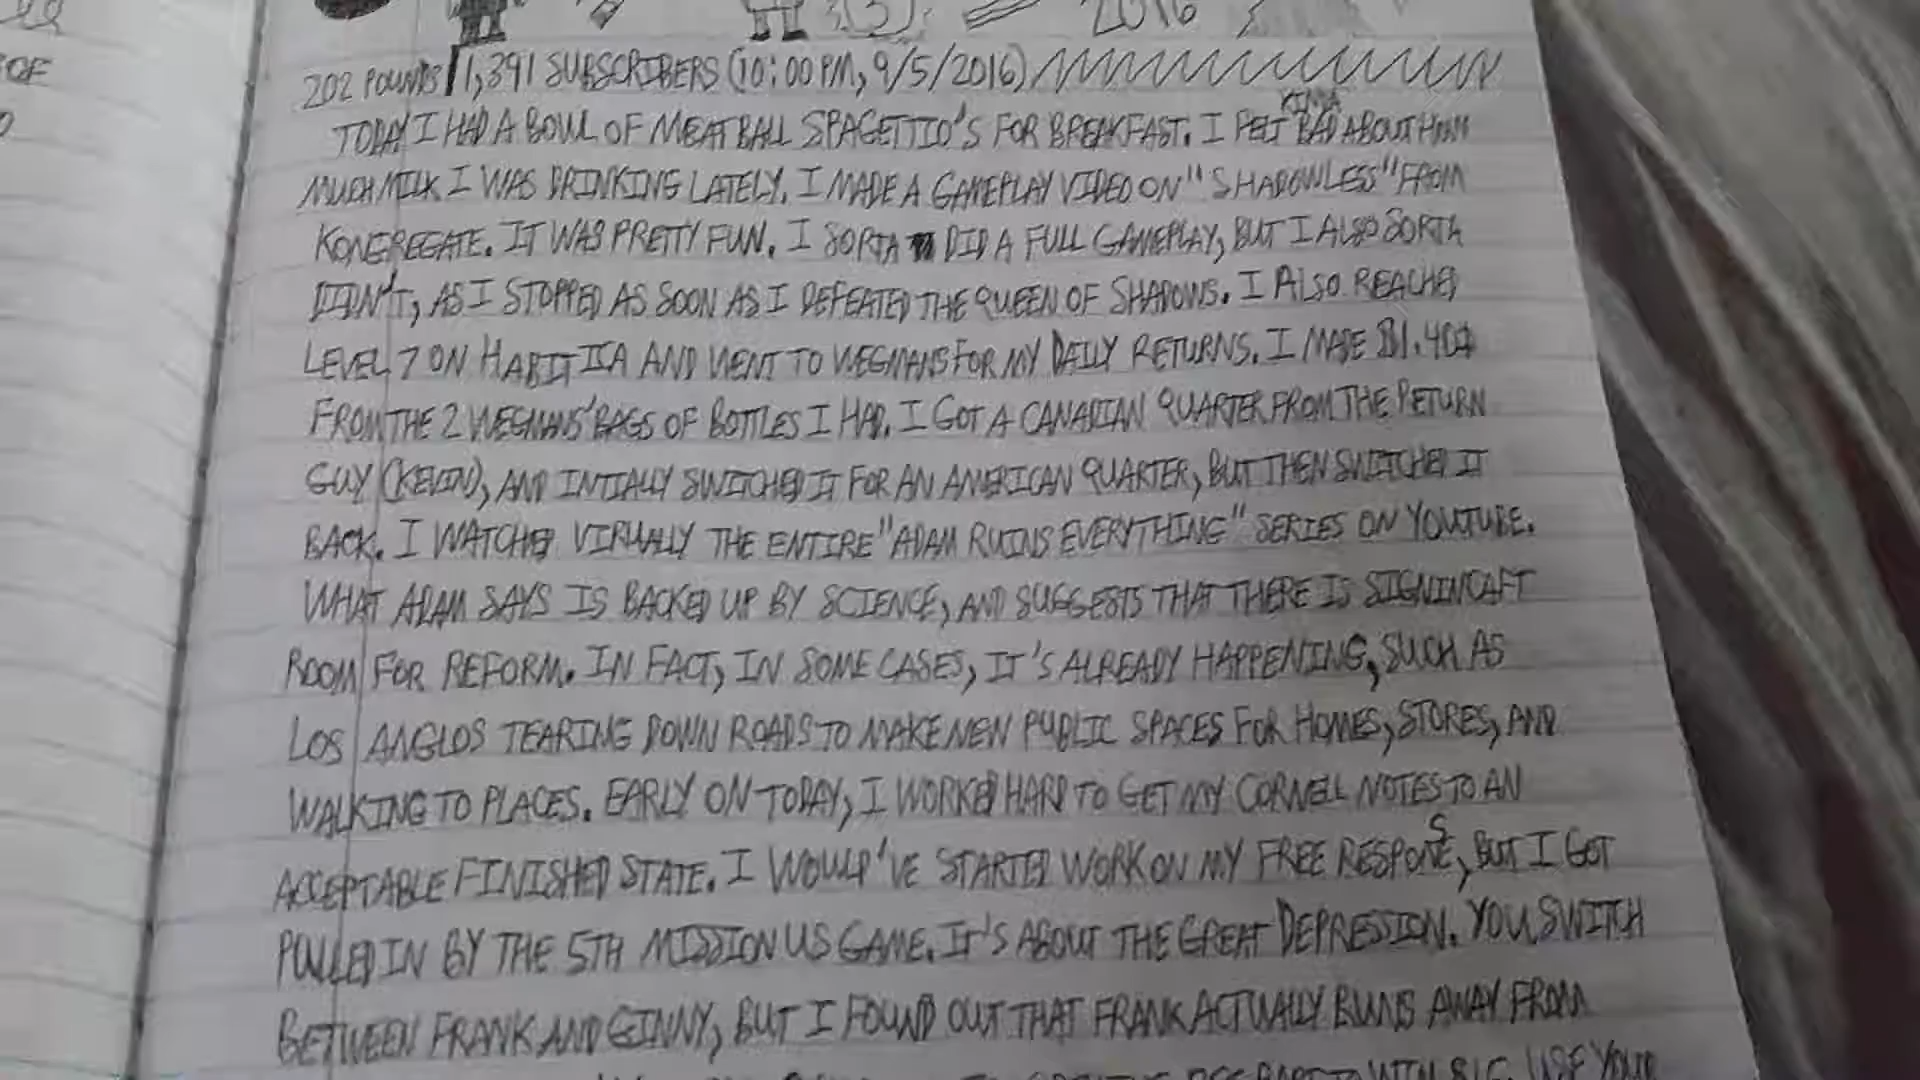 OF
2016
202 POUNDS 1,391 SUBSCRIBERS (10:00 PM, 9/5/2016)
TODAY I HAD A BOWL OF MEATBALL SPAGETTIO'S FOR BREAKFAST. I FELT KINDA BAD ABOUT HOW
MUCH MILK I WAS DRINKING LATELY. I MADE A GAMEPLAY VIDEO ON "SHADOWLESS" FROM
KONGREGATE. IT WAS PRETTY FUN. I SORTA DID A FULL GAMEPLAY, BUT I ALSO SORTA
DIDN'T, AS I STOPPED AS SOON AS I DEFEATED THE QUEEN OF SHADOWS. I ALSO REACHED
LEVEL 7 ON HABITICA AND WENT TO WEGMANS FOR MY DAILY RETURNS. I MADE $1.40¢
FROM THE 2 WEGMANS' BAGS OF BOTTLES I HAD. I GOT A CANADIAN QUARTER FROM THE RETURN
GUY (KEVIN), AND INTIALLY SWITCHED IT FOR AN AMERICAN QUARTER, BUT THEN SWITCHED IT
BACK. I WATCHED VIRUALLY THE ENTIRE "ADAM RUINS EVERYTHING" SERIES ON YOUTUBE.
WHAT ADAM SAYS IS BACKED UP BY SCIENCE, AND SUGGESTS THAT THERE IS SIGNINCAFT
ROOM FOR REFORM. IN FACT, IN SOME CASES, IT'S ALREADY HAPPENING, SUCH AS
LOS ANGLOS TEARING DOWN ROADS TO MAKE NEW PUBLIC SPACES FOR HOMES, STORES, AND
WALKING TO PLACES. EARLY ON TODAY, I WORKED HARD TO GET MY CORNELL NOTES TO AN
ACCEPTABLE FINISHED STATE. I WOULD'VE STARTED WORK ON MY FREE RESPONSE, BUT I GOT
PULLED IN BY THE 5TH MISSION US GAME. IT'S ABOUT THE GREAT DEPRESSION. YOU SWITCH
BETWEEN FRANK AND GINNY, BUT I FOUND OUT THAT FRANK ACTUALLY RUNS AWAY FROM
USE YOUR